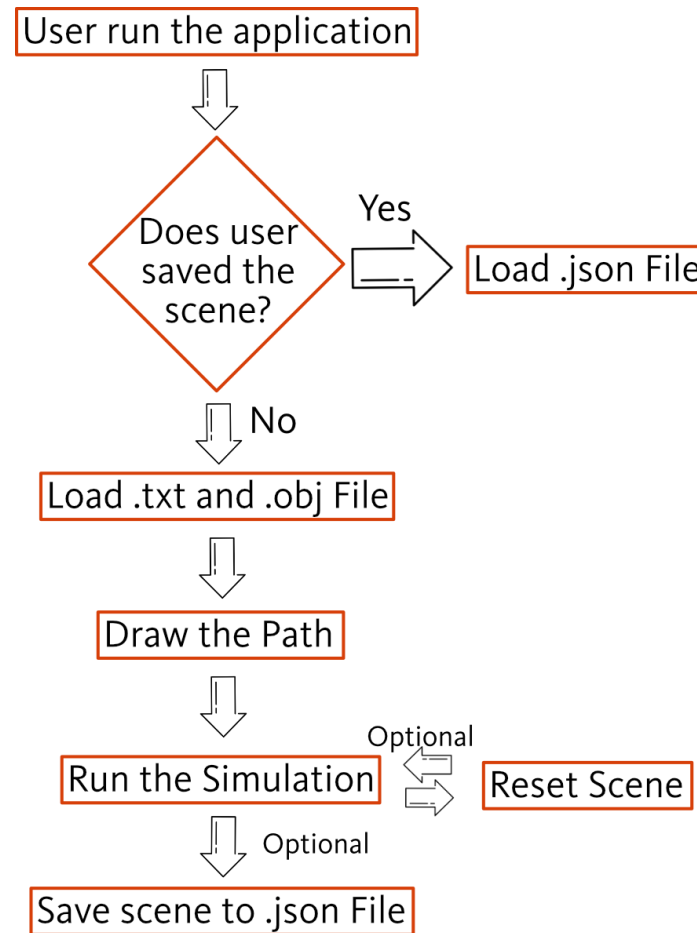 User run the application
Does user
saved the
scene?
Yes
Load .json File
No
Load .txt and .obj File
Draw the Path
Optional
Run the Simulation
Reset Scene
Optional
Save scene to .json File